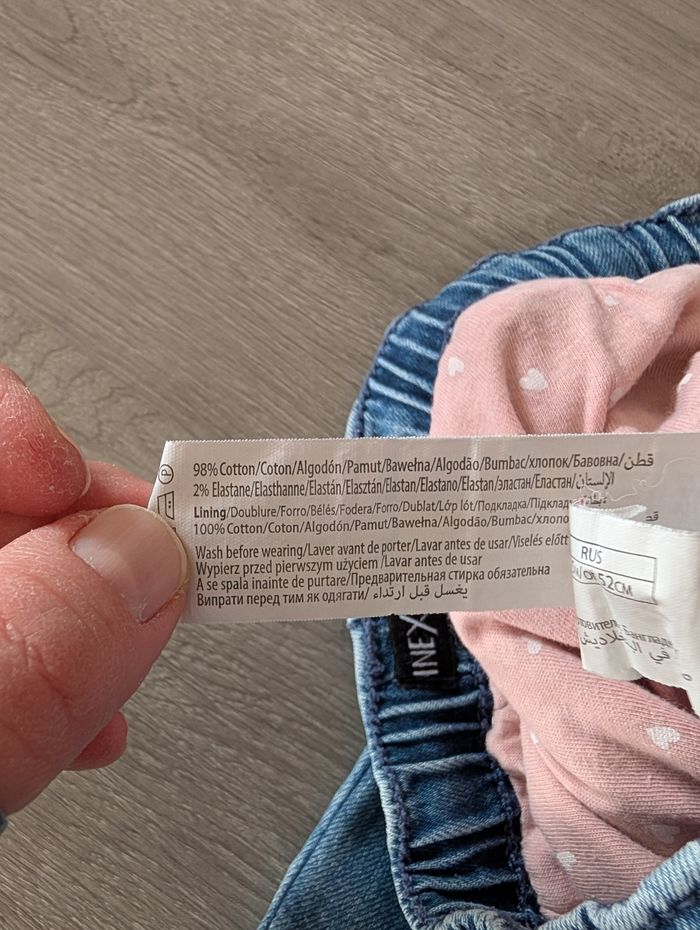 98% Cotton/Coton/Algodón/Pamut/Bawełna/Algodão/Bumbac/хлопок/Бавовна/قطن
2% Elastane/Elasthanne/Elastán/Elasztán/Elastan/Elastano/Elastan/эластан/Еластан/الإلستان
Lining/Doublure/Forro/Bélés/Fodera/Forro/Dublat/Lóp lót/Подкладка/Підкладка
100% Cotton/Coton/Algodón/Pamut/Bawełna/Algodão/Bumbac/хлопо
Wash before wearing/Laver avant de porter/Lavar antes de usar/Viselés előtt
Wypierz przed pierwszym użyciem/Lavar antes de usar
A se spala inainte de purtare/Предварительная стирка обязательна
Випрати перед тим як одягати/يغسل قبل ارتداء
RUS
52CM
INEX
P